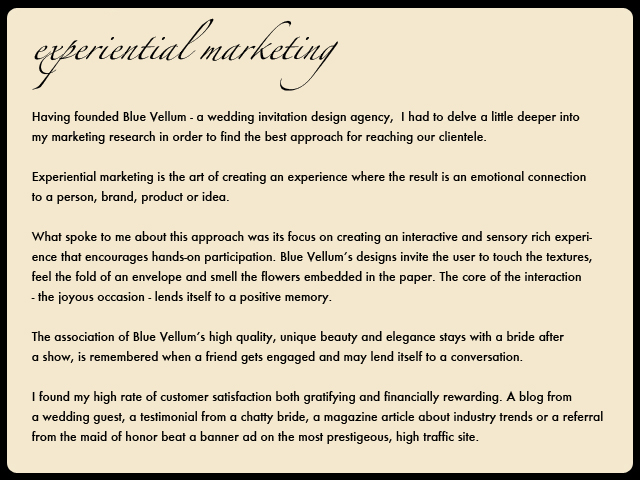 experiential marketing
Having founded Blue Vellum - a wedding invitation design agency, I had to delve a little deeper into
my marketing research in order to find the best approach for reaching our clientele.
Experiential marketing is the art of creating an experience where the result is an emotional connection
to a person, brand, product or idea.
What spoke to me about this approach was its focus on creating an interactive and sensory rich experi-
ence that encourages hands-on participation. Blue Vellum's designs invite the user to touch the textures,
feel the fold of an envelope and smell the flowers embedded in the paper. The core of the interaction
- the joyous occasion - lends itself to a positive memory.
The association of Blue Vellum's high quality, unique beauty and elegance stays with a bride after
a show, is remembered when a friend gets engaged and may lend itself to a conversation.
I found my high rate of customer satisfaction both gratifying and financially rewarding. A blog from
a wedding guest, a testimonial from a chatty bride, a magazine article about industry trends or a referral
from the maid of honor beat a banner ad on the most prestigeous, high traffic site.